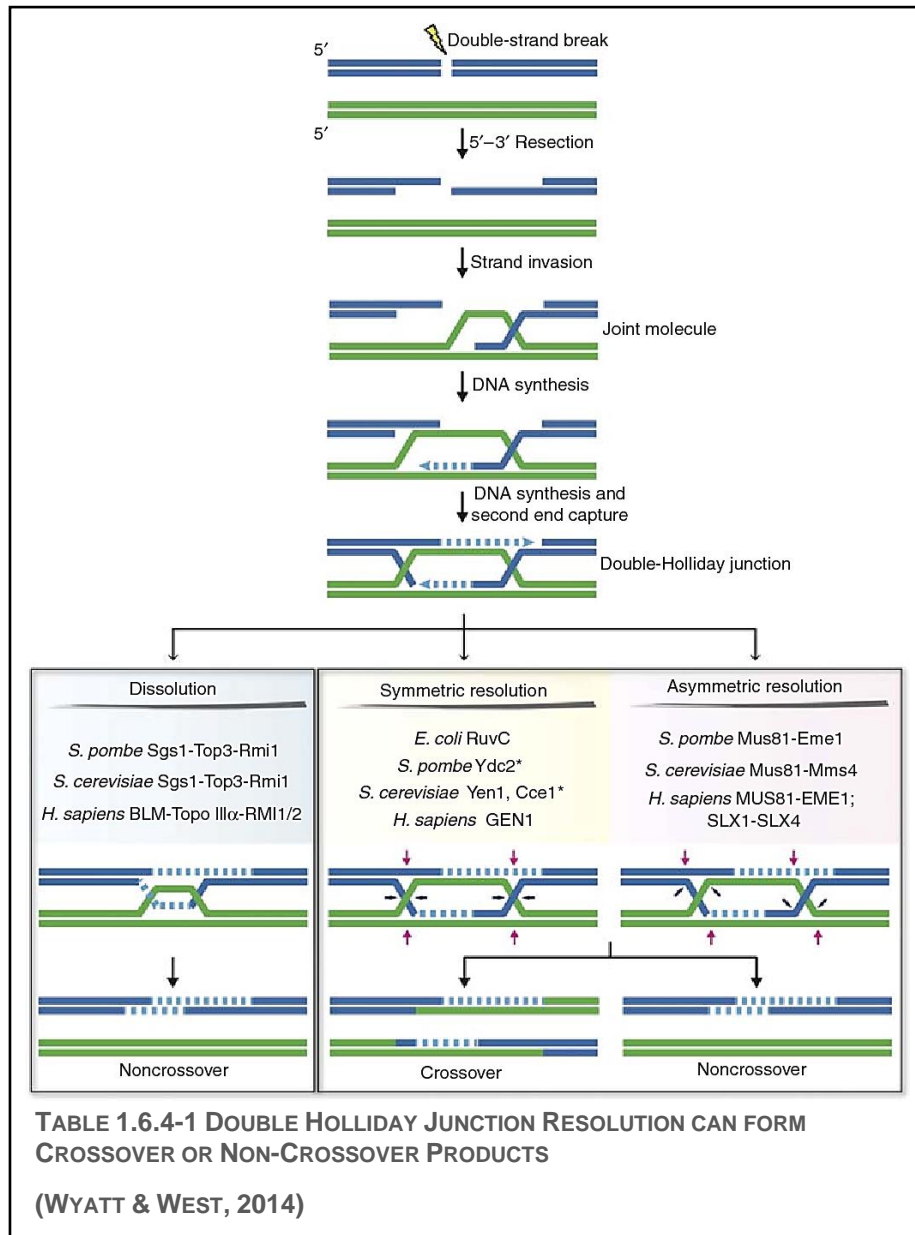 Double-strand break
5′
5′
5′–3′ Resection
Strand invasion
Joint molecule
DNA synthesis
DNA synthesis and
second end capture
Double-Holliday junction
Dissolution
S. pombe Sgs1-Top3-Rmi1
S. cerevisiae Sgs1-Top3-Rmi1
H. sapiens BLM-Topo IIIα-RMI1/2
Noncrossover
Symmetric resolution
E. coli RuvC
S. pombe Ydc2*
S. cerevisiae Yen1, Cce1*
H. sapiens GEN1
Crossover
Asymmetric resolution
S. pombe Mus81-Eme1
S. cerevisiae Mus81-Mms4
H. sapiens MUS81-EME1;
SLX1-SLX4
Noncrossover
TABLE 1.6.4-1 DOUBLE HOLLIDAY JUNCTION RESOLUTION CAN FORM
CROSSOVER OR NON-CROSSOVER PRODUCTS
(WYATT & WEST, 2014)